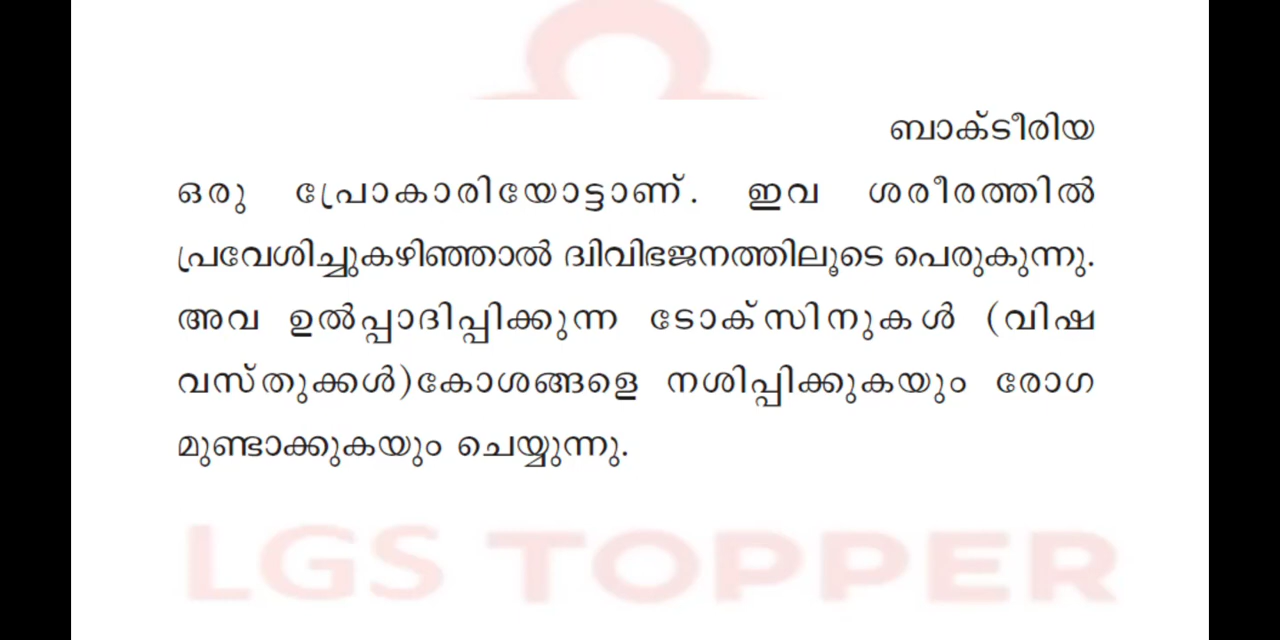 ബാക്ടീരിയ
ഒരു പ്രോകാരിയോട്ടാണ്. ഇവ ശരീരത്തിൽ
പ്രവേശിച്ചുകഴിഞ്ഞാൽ ദ്വിവിഭജനത്തിലൂടെ പെരുകുന്നു.
അവ ഉൽപ്പാദിപ്പിക്കുന്ന ടോക്സിനുകൾ (വിഷ
വസ്തുക്കൾ)കോശങ്ങളെ നശിപ്പിക്കുകയും രോഗ
മുണ്ടാക്കുകയും ചെയ്യുന്നു.
LGS TOPPER